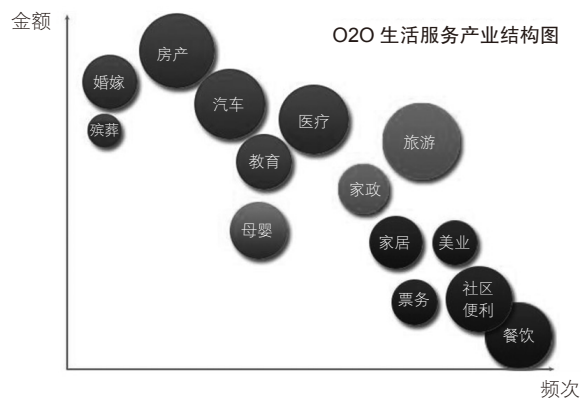 金额
O2O 生活服务产业结构图
房产
婚嫁
汽车
医疗
殡葬
旅游
教育
家政
母婴
家居
美业
票务
社区
便利
餐饮
频次